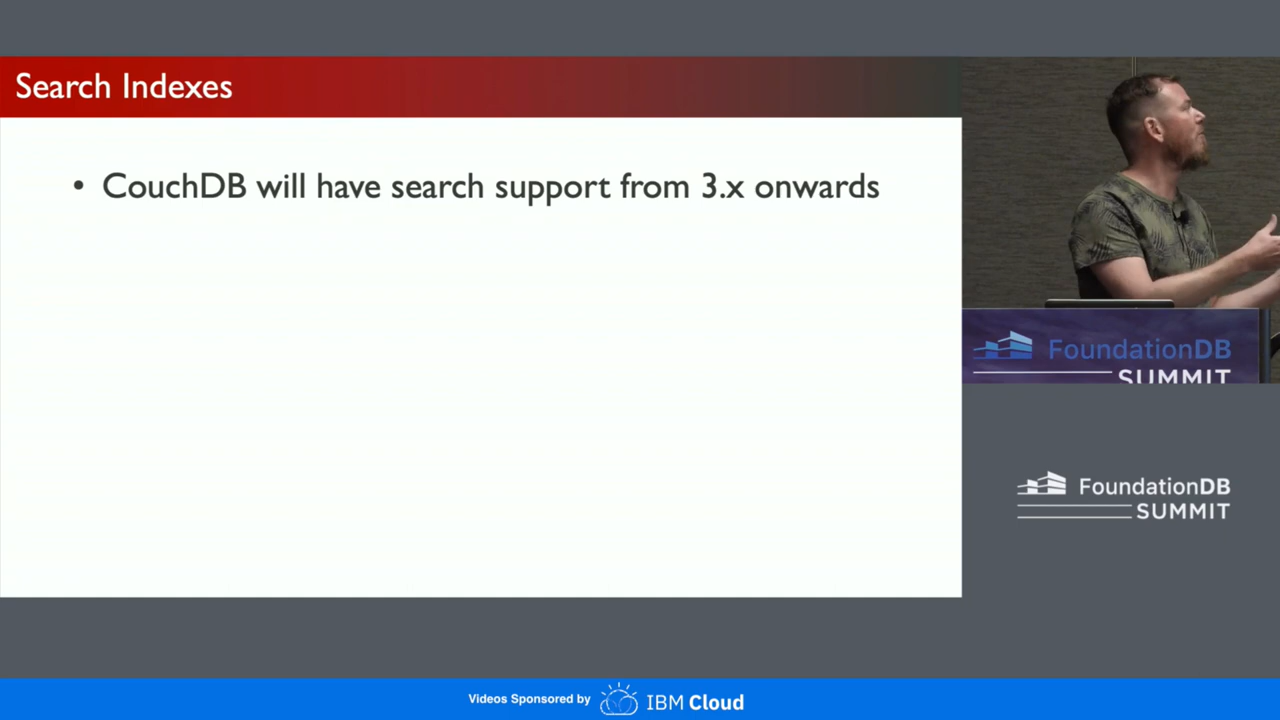 Search Indexes
• CouchDB will have search support from 3.x onwards
FoundationDB
SUMMIT
FoundationDB
SUMMIT
Videos Sponsored by IBM Cloud